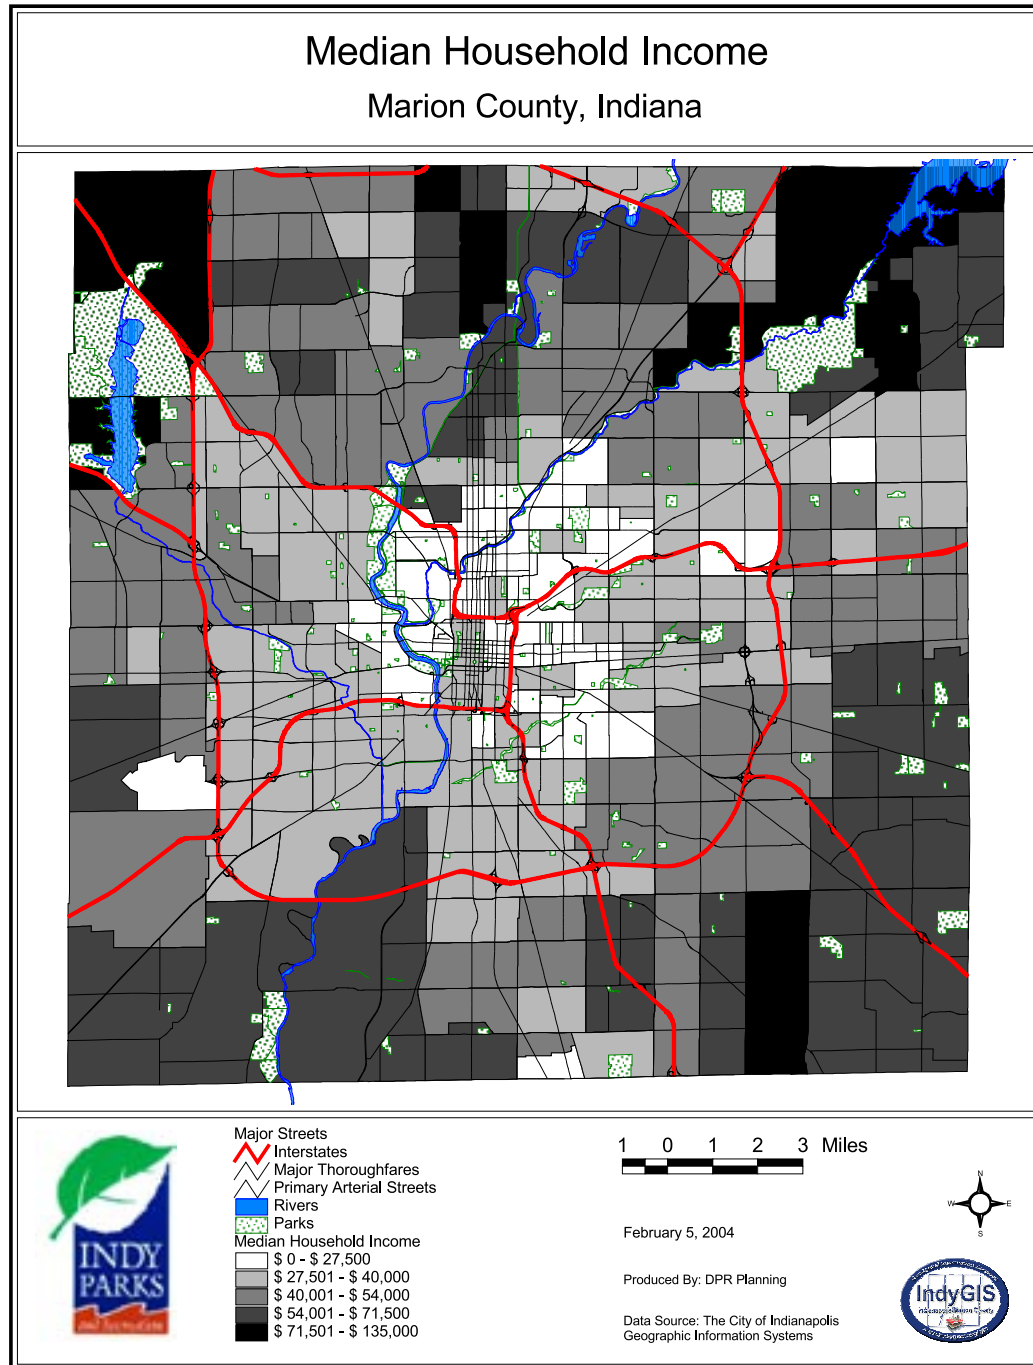 Median Household Income
Marion County, Indiana
Major Streets
Interstates
Major Thoroughfares
Primary Arterial Streets
Rivers
Parks
Median Household Income
$ 0 - $ 27,500
$ 27,501 - $ 40,000
$ 40,001 - $ 54,000
$ 54,001 - $ 71,500
$ 71,501 - $ 135,000
INDY
PARKS
and Recreation
1 0 1 2 3 Miles
N
W E
S
February 5, 2004
Produced By: DPR Planning
Data Source: The City of Indianapolis
Geographic Information Systems
IndyGIS